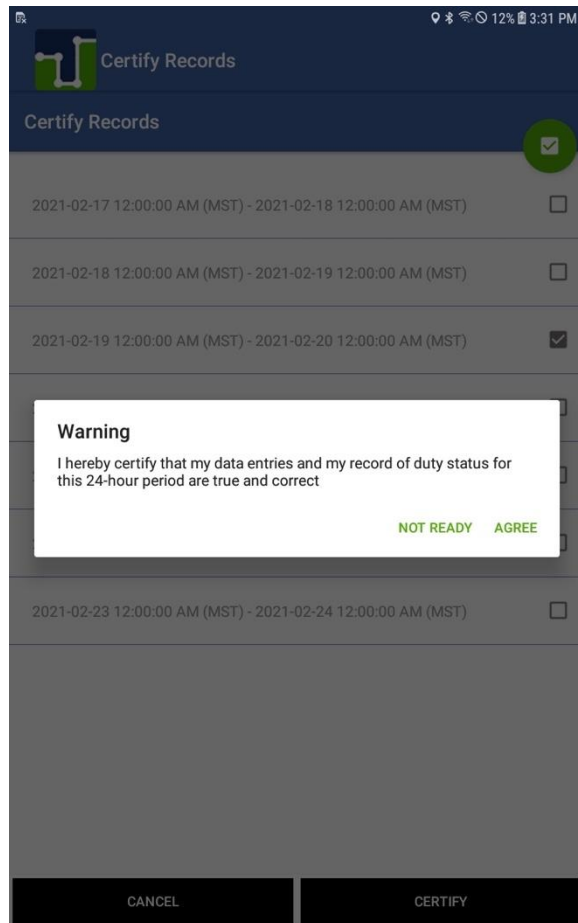 12% 3:31 PM
Certify Records
Certify Records
2021-02-17 12:00:00 AM (MST) - 2021-02-18 12:00:00 AM (MST)
2021-02-18 12:00:00 AM (MST) - 2021-02-19 12:00:00 AM (MST)
2021-02-19 12:00:00 AM (MST) - 2021-02-20 12:00:00 AM (MST)
Warning
I hereby certify that my data entries and my record of duty status for
this 24-hour period are true and correct
NOT READY AGREE
2021-02-23 12:00:00 AM (MST) - 2021-02-24 12:00:00 AM (MST)
CANCEL CERTIFY